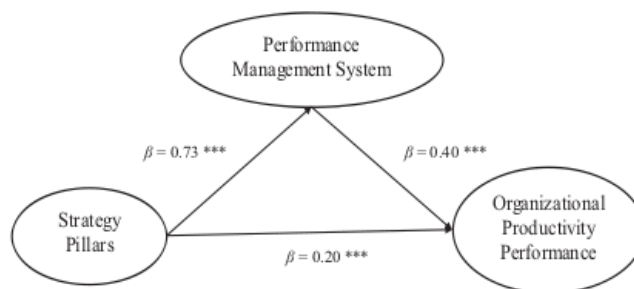 Performance
Management System
β = 0.73 ***
β = 0.40 ***
Strategy
Pillars
Organizational
Productivity
Performance
β = 0.20 ***